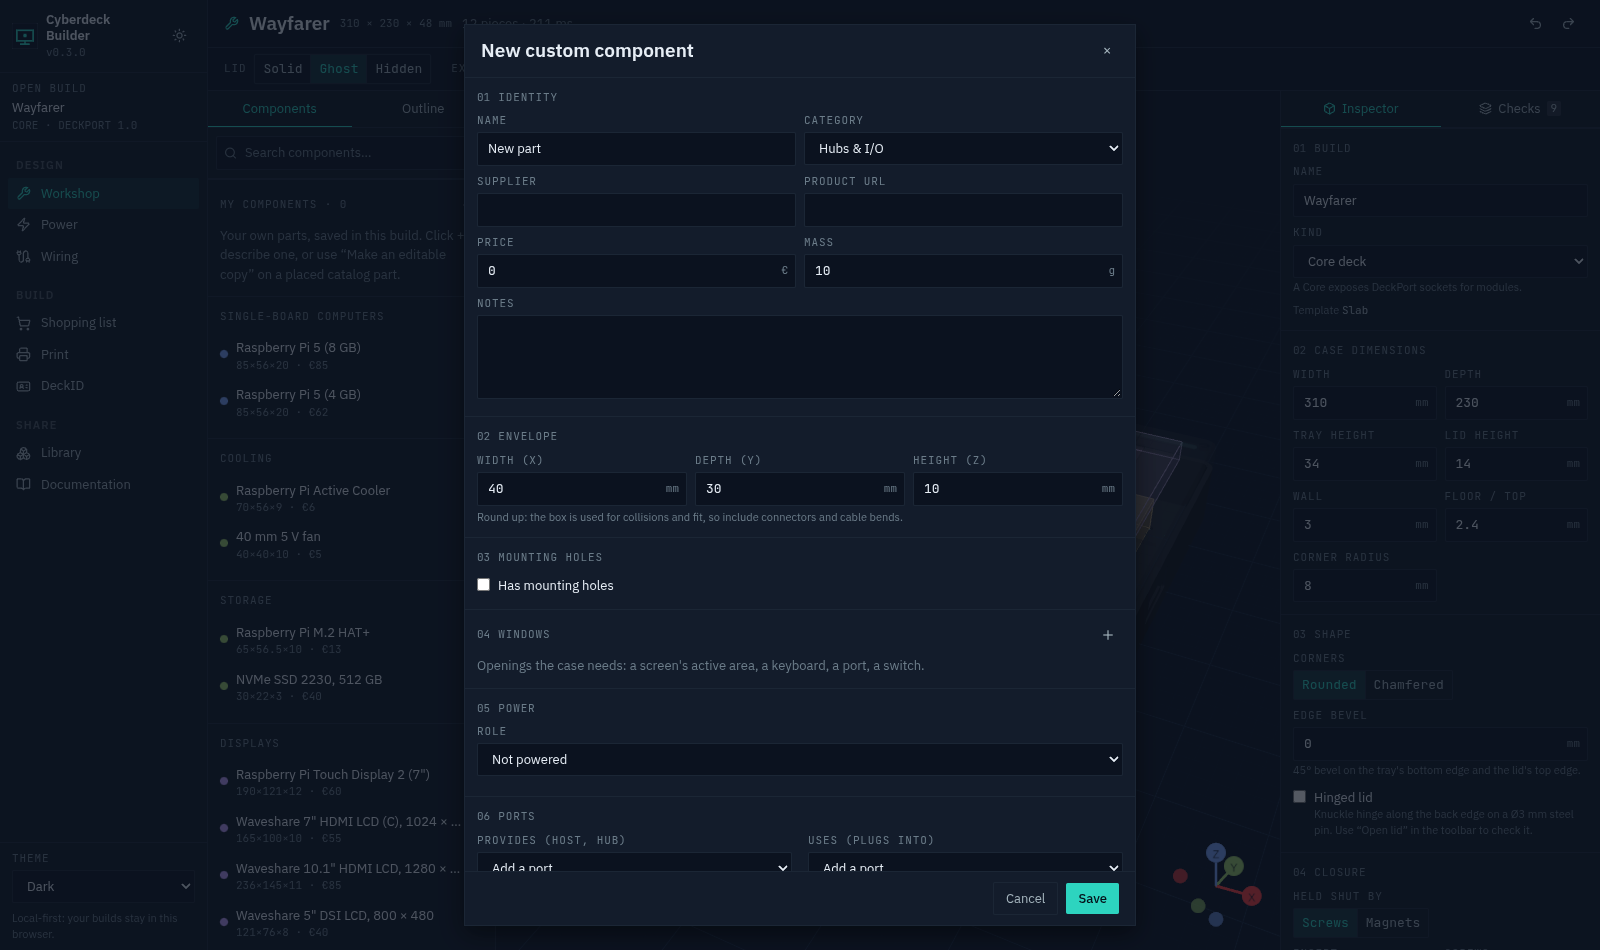 Cyberdeck
Builder
v0.3.0
OPEN BUILD
Wayfarer
CORE · DECKPORT 1.0
DESIGN
Workshop
Power
Wiring
BUILD
Shopping list
Print
DeckID
SHARE
Library
Documentation
THEME
Dark
Local-first: your builds stay in this
browser.
Wayfarer 310 × 230 × 48 mm
LID Solid Ghost Hidden
Components Outline
Search components...
MY COMPONENTS · 0
Your own parts, saved in this build. Click +
describe one, or use "Make an editable
copy" on a placed catalog part.
SINGLE-BOARD COMPUTERS
Raspberry Pi 5 (8 GB)
85×56×20 · €85
Raspberry Pi 5 (4 GB)
85×56×20 · €62
COOLING
Raspberry Pi Active Cooler
70×56×9 · €6
40 mm 5 V fan
40×40×10 · €5
STORAGE
Raspberry Pi M.2 HAT+
65×56.5×10 · €13
NVMe SSD 2230, 512 GB
30×22×3 · €40
DISPLAYS
Raspberry Pi Touch Display 2 (7")
190×121×12 · €60
Waveshare 7" HDMI LCD (C), 1024 × ...
165×100×10 · €55
Waveshare 10.1" HDMI LCD, 1280 × ...
236×145×11 · €85
Waveshare 5" DSI LCD, 800 × 480
121×76×8 · €40
New custom component ×
01 IDENTITY
NAME CATEGORY
New part Hubs & I/O
SUPPLIER PRODUCT URL
PRICE MASS
0 € 10 g
NOTES
02 ENVELOPE
WIDTH (X) DEPTH (Y) HEIGHT (Z)
40 mm 30 mm 10 mm
Round up: the box is used for collisions and fit, so include connectors and cable bends.
03 MOUNTING HOLES
Has mounting holes
04 WINDOWS +
Openings the case needs: a screen's active area, a keyboard, a port, a switch.
05 POWER
ROLE
Not powered
06 PORTS
PROVIDES (HOST, HUB) USES (PLUGS INTO)
Add a port Add a port
Cancel Save
Z
Y
X
Inspector Checks 9
01 BUILD
NAME
Wayfarer
KIND
Core deck
A Core exposes DeckPort sockets for modules.
Template Slab
02 CASE DIMENSIONS
WIDTH DEPTH
310 mm 230 mm
TRAY HEIGHT LID HEIGHT
34 mm 14 mm
WALL FLOOR / TOP
3 mm 2.4 mm
CORNER RADIUS
8 mm
03 SHAPE
CORNERS
Rounded Chamfered
EDGE BEVEL
0 mm
45° bevel on the tray's bottom edge and the lid's top edge.
Hinged lid
Knuckle hinge along the back edge on a Ø3 mm steel
pin. Use "Open lid" in the toolbar to check it.
04 CLOSURE
HELD SHUT BY
Screws Magnets